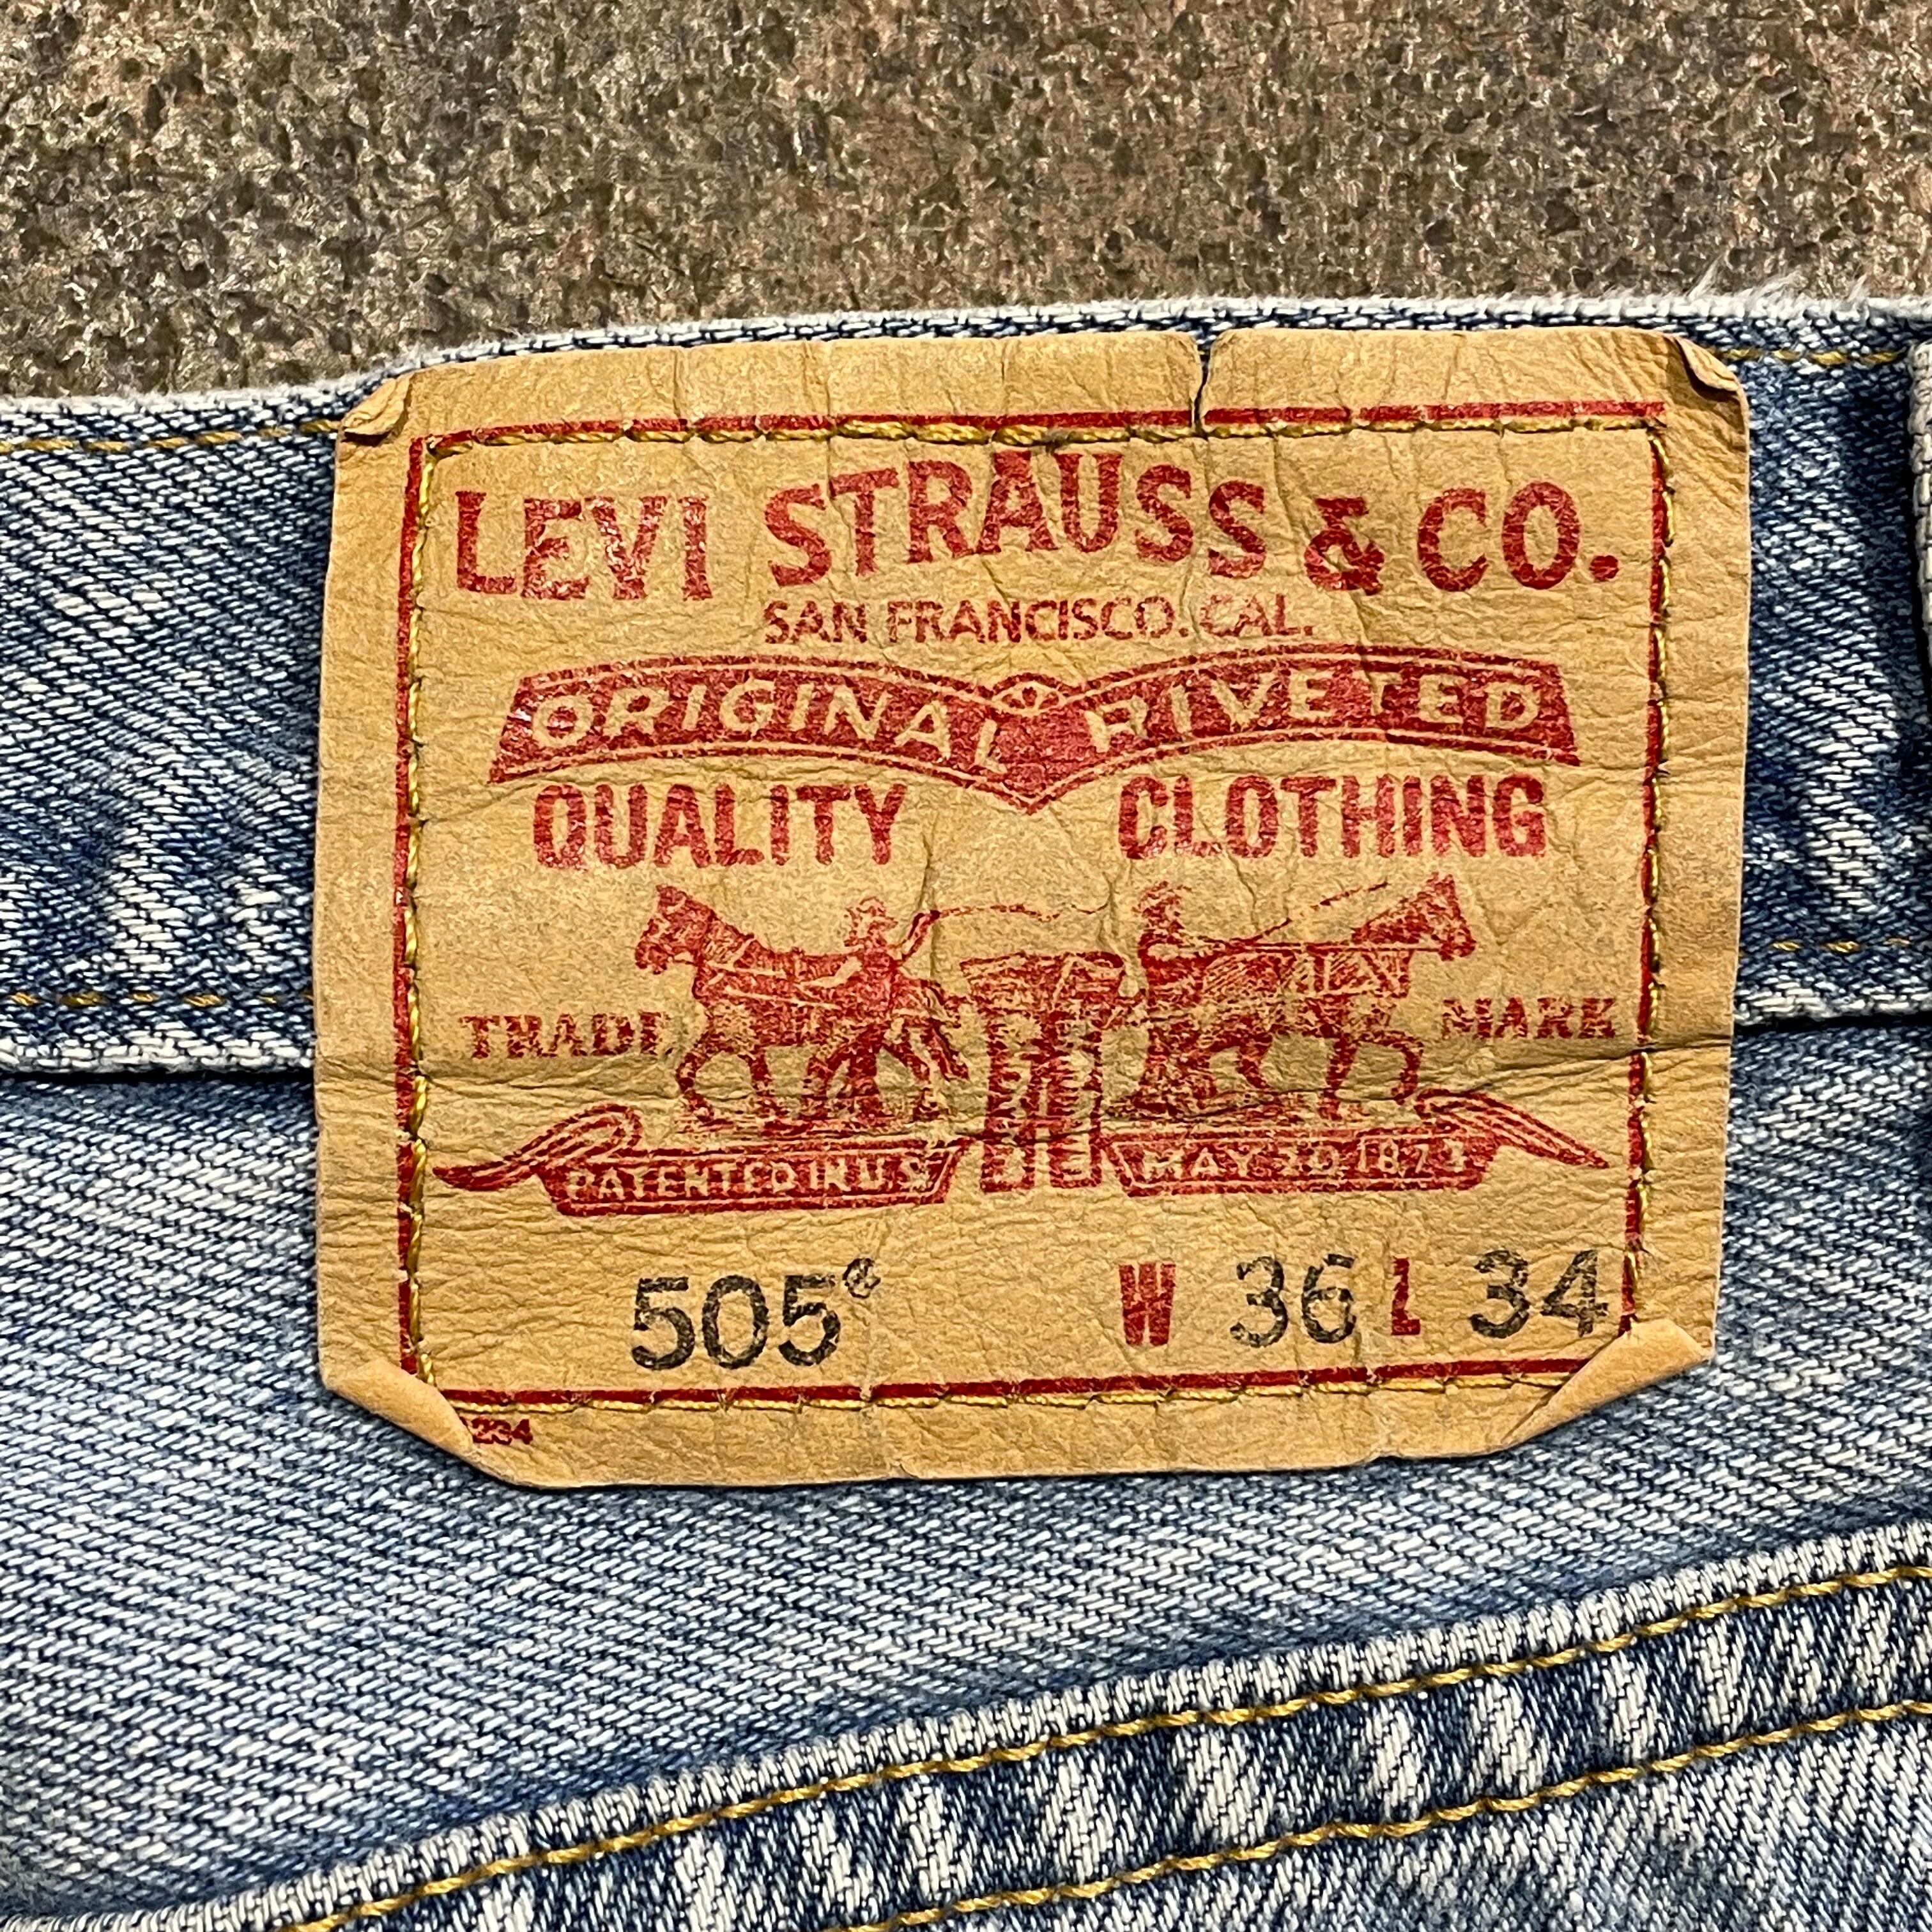 LEVI STRAUSS & CO.
SAN FRANCISCO. CAL.
ORIGINAL RIVETED
QUALITY CLOTHING
TRADE MARK
PATENTED IN U.S. MAY 20 1873
505® W 36 L 34
234